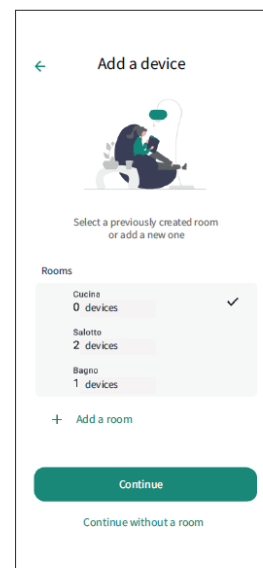 Add a device
Select a previously created room
or add a new one
Rooms
Cucina
0 devices
Salotto
2 devices
Bagno
1 devices
+ Add a room
Continue
Continue without a room